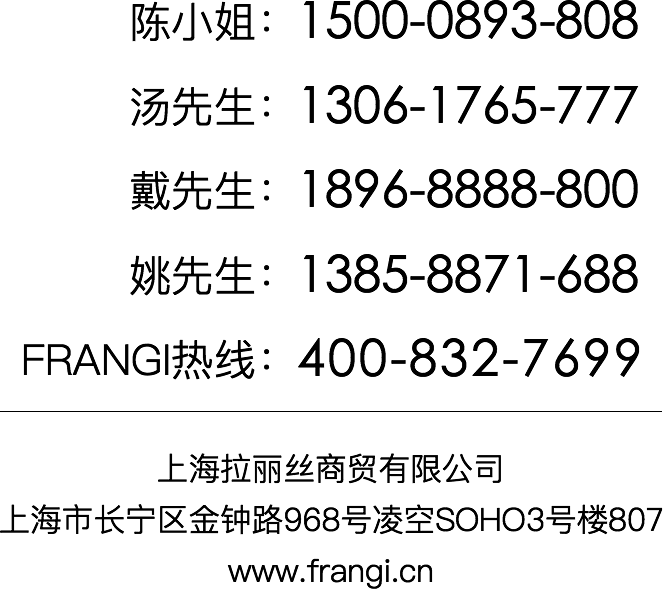 陈小姐：1500-0893-808
汤先生：1306-1765-777
戴先生：1896-8888-800
姚先生：1385-8871-688
FRANGI热线：400-832-7699
上海拉丽丝商贸有限公司
上海市长宁区金钟路968号凌空SOHO3号楼807
www.frangi.cn